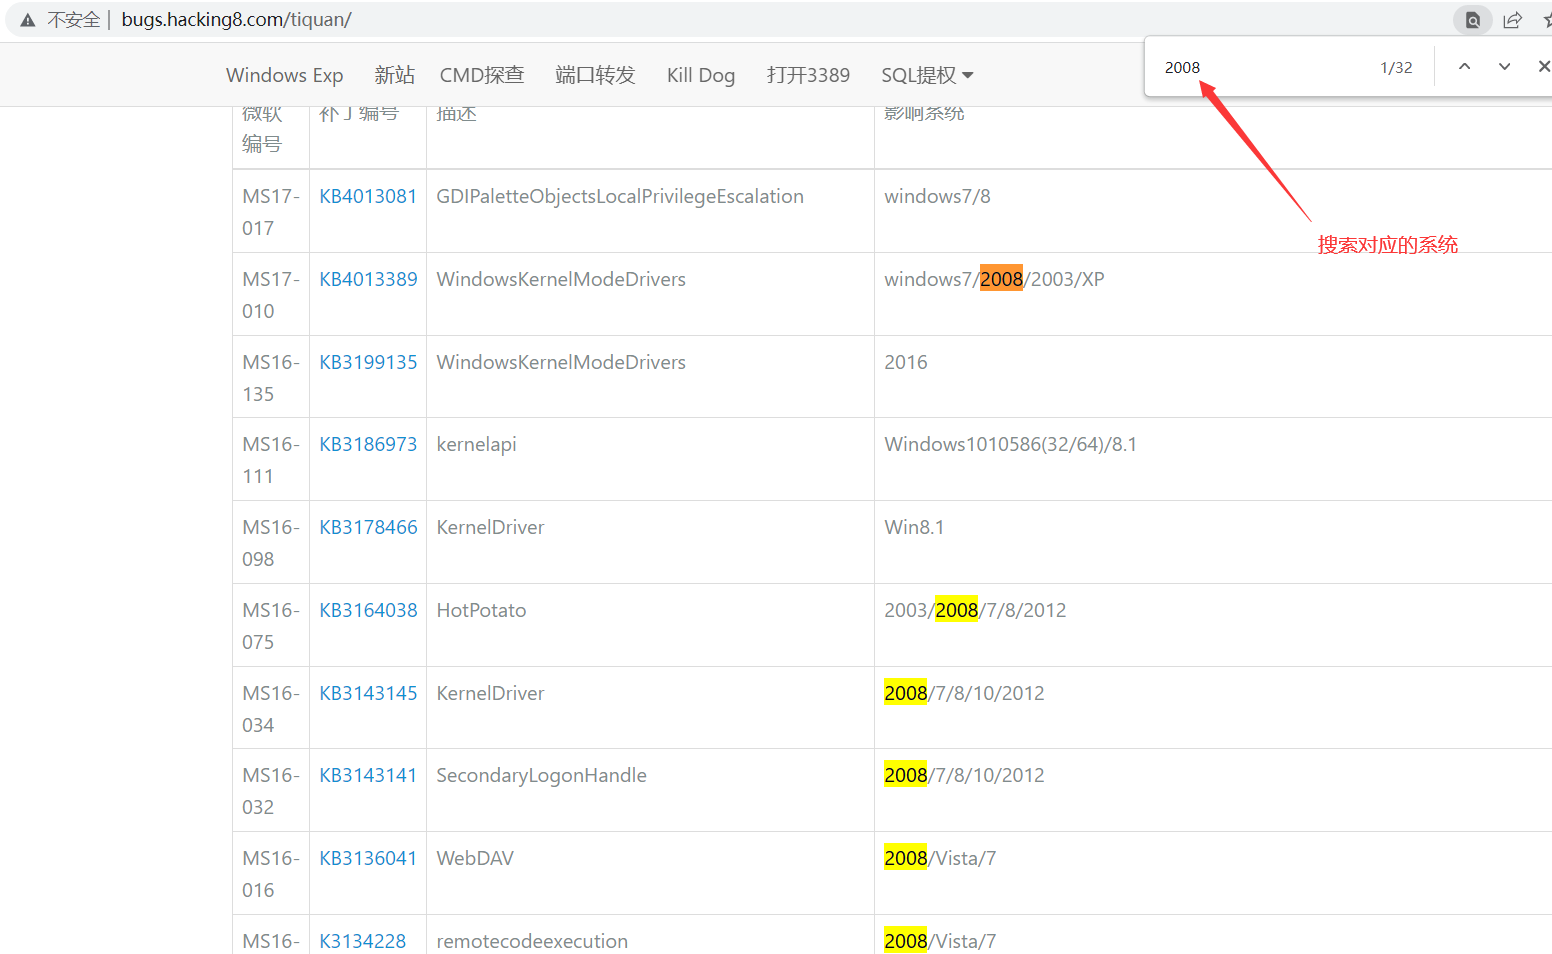 不安全 | bugs.hacking8.com/tiquan/
2008 1/32
Windows Exp 新站 CMD探查 端口转发 Kill Dog 打开3389 SQL提权
微软编号 补丁编号 描述 影响系统
搜索对应的系统
MS17-017 KB4013081 GDIPaletteObjectsLocalPrivilegeEscalation windows7/8
MS17-010 KB4013389 WindowsKernelModeDrivers windows7/2008/2003/XP
MS16-135 KB3199135 WindowsKernelModeDrivers 2016
MS16-111 KB3186973 kernelapi Windows1010586(32/64)/8.1
MS16-098 KB3178466 KernelDriver Win8.1
MS16-075 KB3164038 HotPotato 2003/2008/7/8/2012
MS16-034 KB3143145 KernelDriver 2008/7/8/10/2012
MS16-032 KB3143141 SecondaryLogonHandle 2008/7/8/10/2012
MS16-016 KB3136041 WebDAV 2008/Vista/7
MS16- K3134228 remotecodeexecution 2008/Vista/7